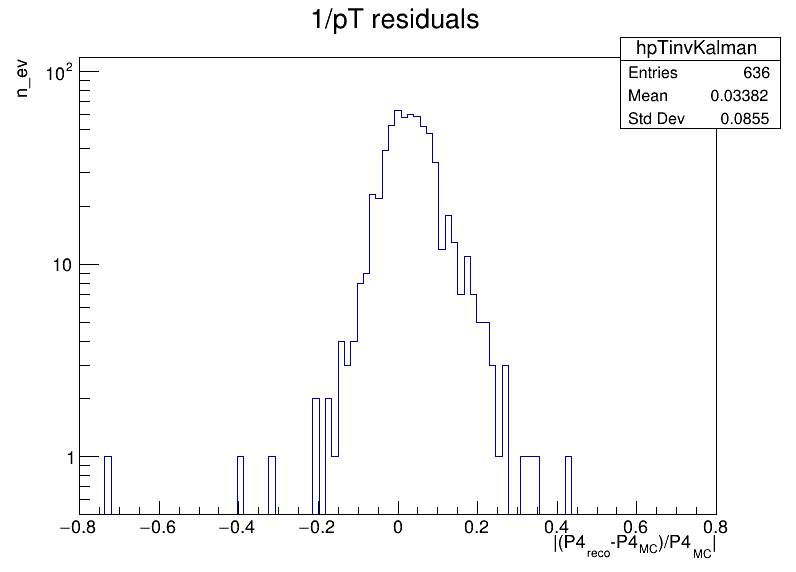 1/pT residuals
hpTinvKalman
Entries 636
Mean 0.03382
Std Dev 0.0855
n_ev
10²
10
1
−0.8 −0.6 −0.4 −0.2 0 0.2 0.4 0.6 0.8
|(P4reco-P4MC)/P4MC|